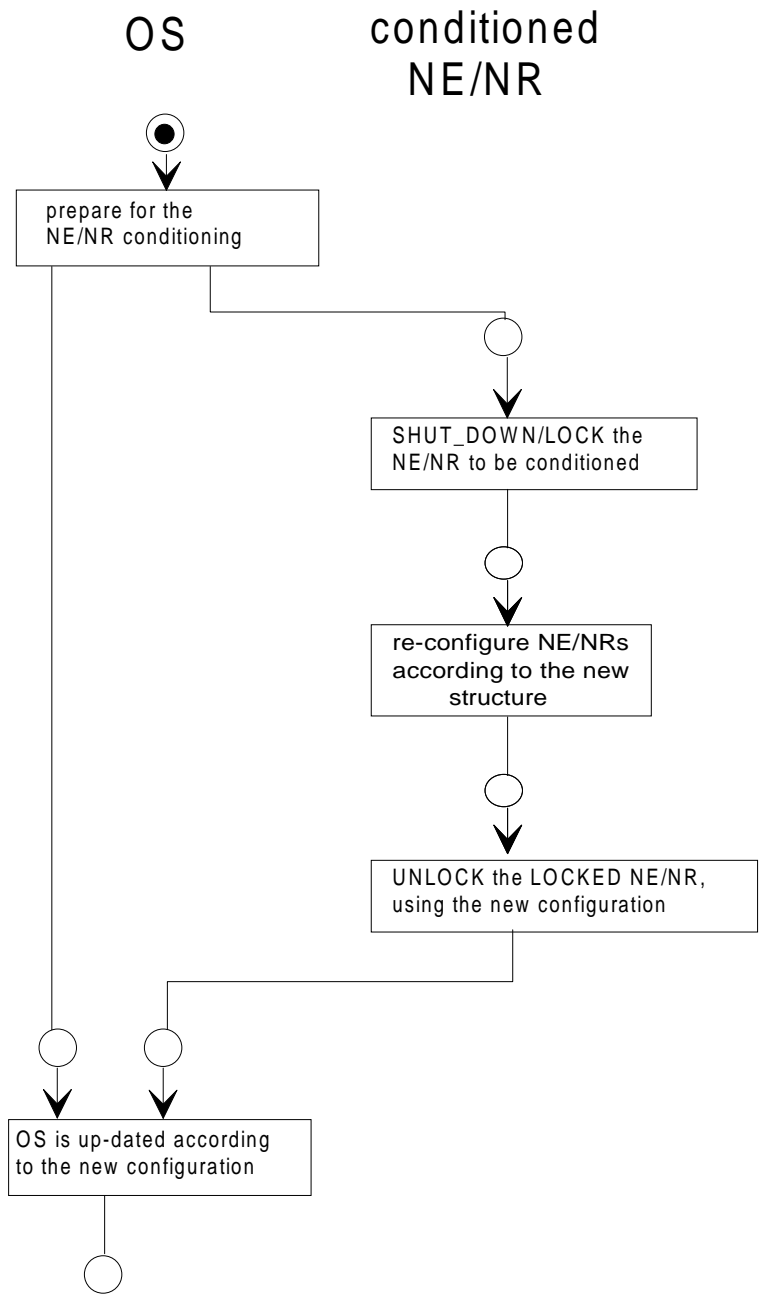 OS
conditioned
NE/NR
prepare for the
NE/NR conditioning
SHUT_DOWN/LOCK the
NE/NR to be conditioned
re-configure NE/NRs
according to the new
structure
UNLOCK the LOCKED NE/NR,
using the new configuration
OS is up-dated according
to the new configuration